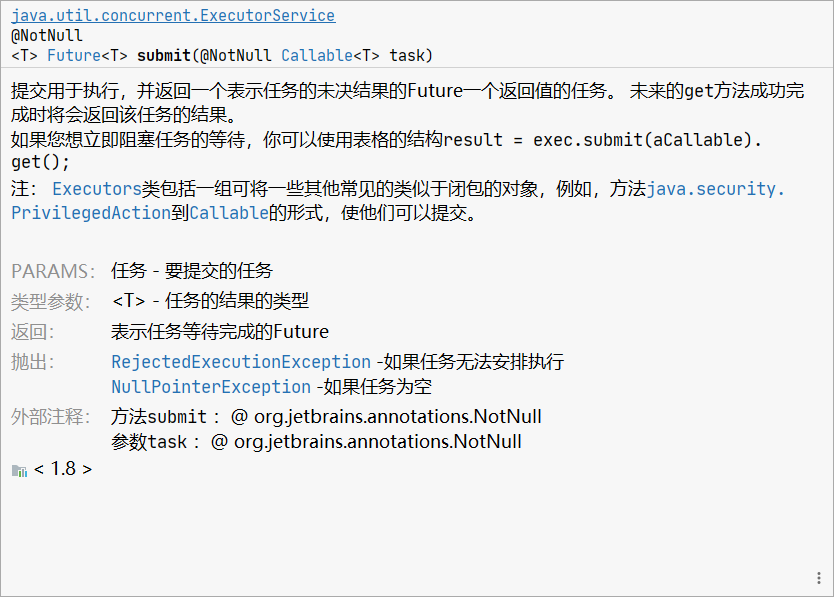 java.util.concurrent.ExecutorService
@NotNull
<T> Future<T> submit(@NotNull Callable<T> task)
提交用于执行，并返回一个表示任务的未决结果的Future一个返回值的任务。 未来的get方法成功完
成时将会返回该任务的结果。
如果您想立即阻塞任务的等待，你可以使用表格的结构result = exec.submit(aCallable).
get();
注： Executors类包括一组可将一些其他常见的类似于闭包的对象，例如，方法java.security.
PrivilegedAction到Callable的形式，使他们可以提交。
PARAMS: 任务 - 要提交的任务
类型参数: <T> - 任务的结果的类型
返回: 表示任务等待完成的Future
抛出: RejectedExecutionException -如果任务无法安排执行
NullPointerException -如果任务为空
外部注释: 方法submit： @ org.jetbrains.annotations.NotNull
参数task： @ org.jetbrains.annotations.NotNull
< 1.8 >